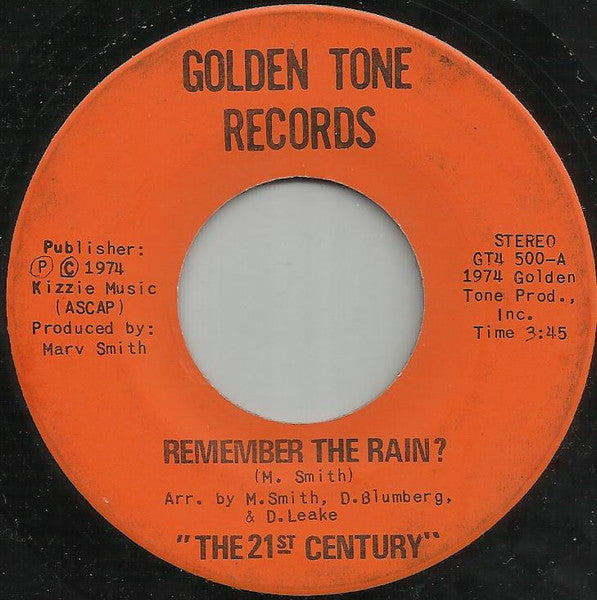 GOLDEN TONE
RECORDS
Publisher:
Ⓟ © 1974
Kizzie Music
(ASCAP)
Produced by:
Marv Smith
STEREO
GT4 500-A
1974 Golden
Tone Prod.,
Inc.
Time 3:45
REMEMBER THE RAIN?
(M. Smith)
Arr. by M.Smith, D.Blumberg,
& D.Leake
"THE 21ST CENTURY"